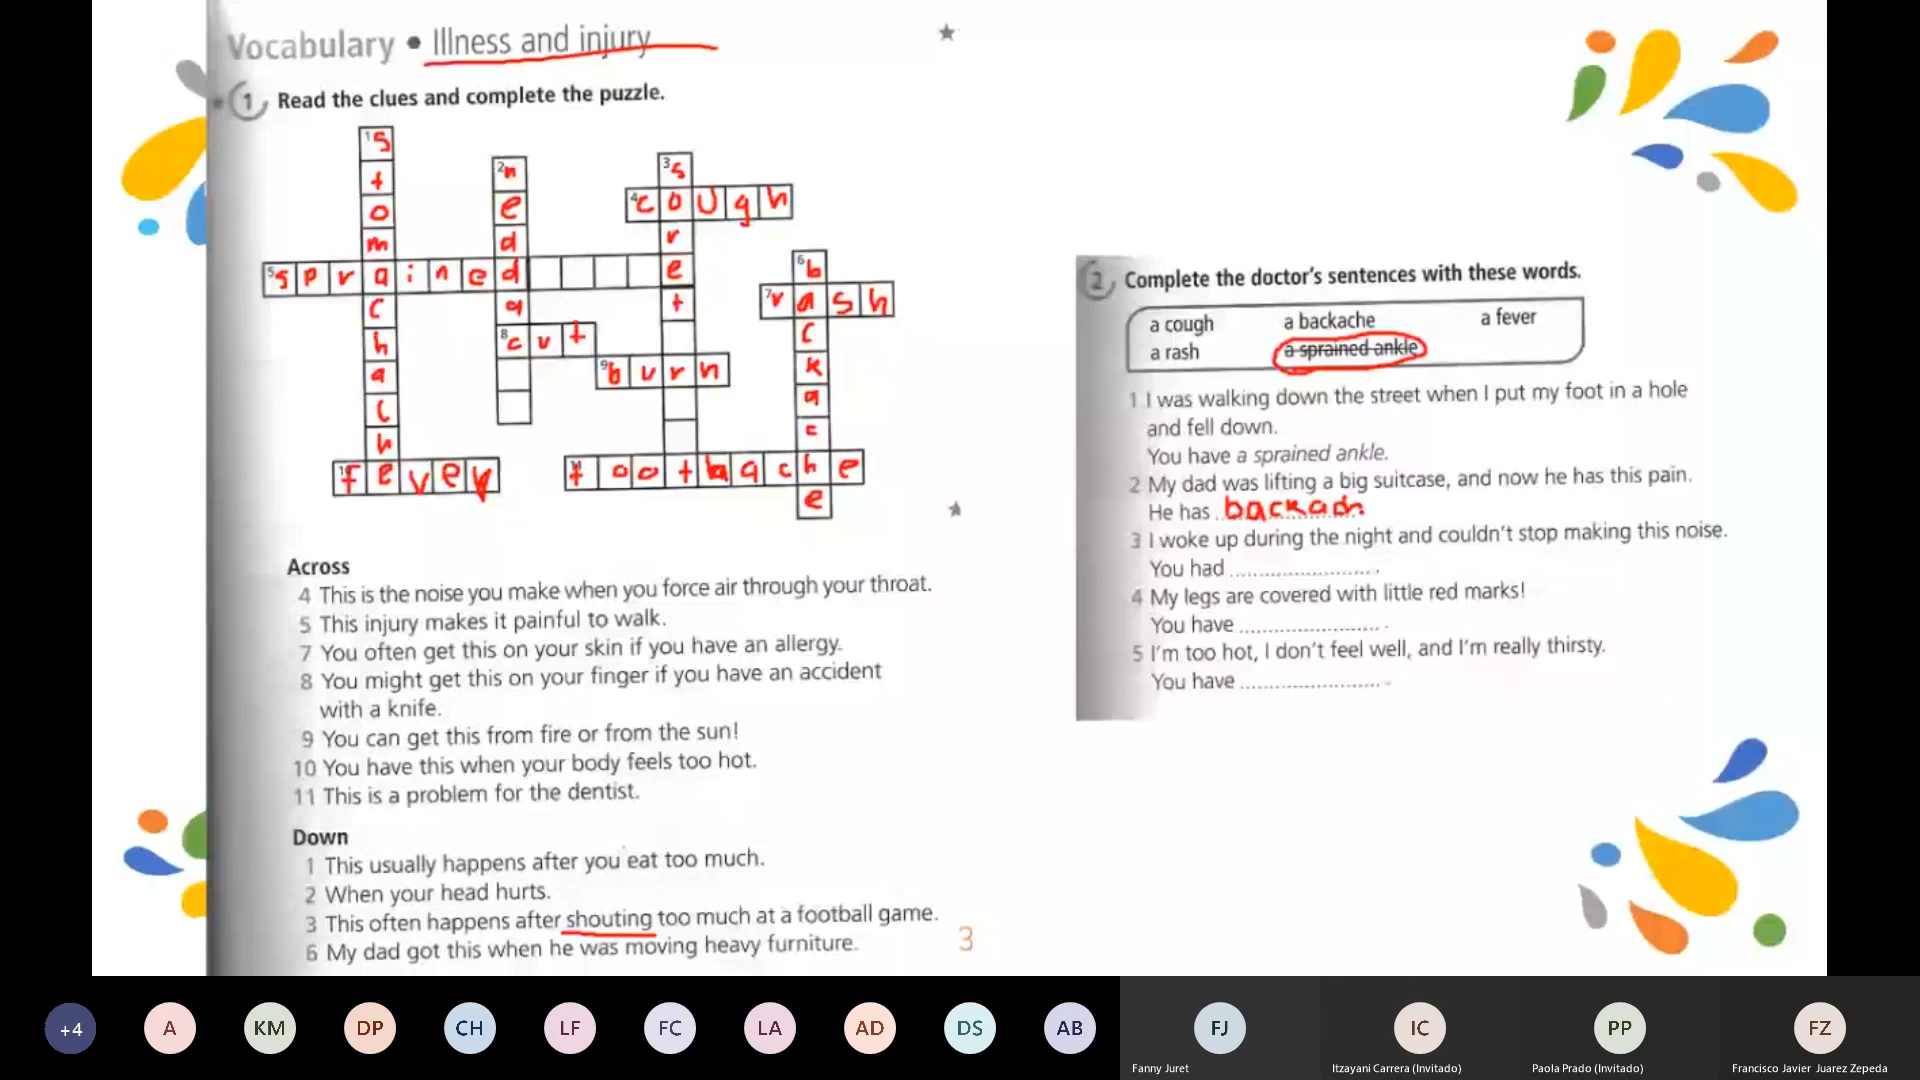 Vocabulary • Illness and injury
1 Read the clues and complete the puzzle.
1 s t o m a c h a c h e
2 h e a d a c
3 s o r e t
4 c o u g h
5 s p r a i n e d
6 b a c k a c h e
7 r a s h
8 c u t
9 b u r n
10 f e v e r
11 t o o t h a c h e
Across
4 This is the noise you make when you force air through your throat.
5 This injury makes it painful to walk.
7 You often get this on your skin if you have an allergy.
8 You might get this on your finger if you have an accident
with a knife.
9 You can get this from fire or from the sun!
10 You have this when your body feels too hot.
11 This is a problem for the dentist.
Down
1 This usually happens after you eat too much.
2 When your head hurts.
3 This often happens after shouting too much at a football game.
6 My dad got this when he was moving heavy furniture.
3
2 Complete the doctor's sentences with these words.
a cough a backache a fever
a rash a sprained ankle
1 I was walking down the street when I put my foot in a hole
and fell down.
You have a sprained ankle.
2 My dad was lifting a big suitcase, and now he has this pain.
He has backach
3 I woke up during the night and couldn't stop making this noise.
You had .......................... .
4 My legs are covered with little red marks!
You have .......................... .
5 I'm too hot, I don't feel well, and I'm really thirsty.
You have .......................... .
+4 A KM DP CH LF FC LA AD DS AB FJ IC PP FZ
Fanny Juret Itzayani Carrera (Invitado) Paola Prado (Invitado) Francisco Javier Juarez Zepeda